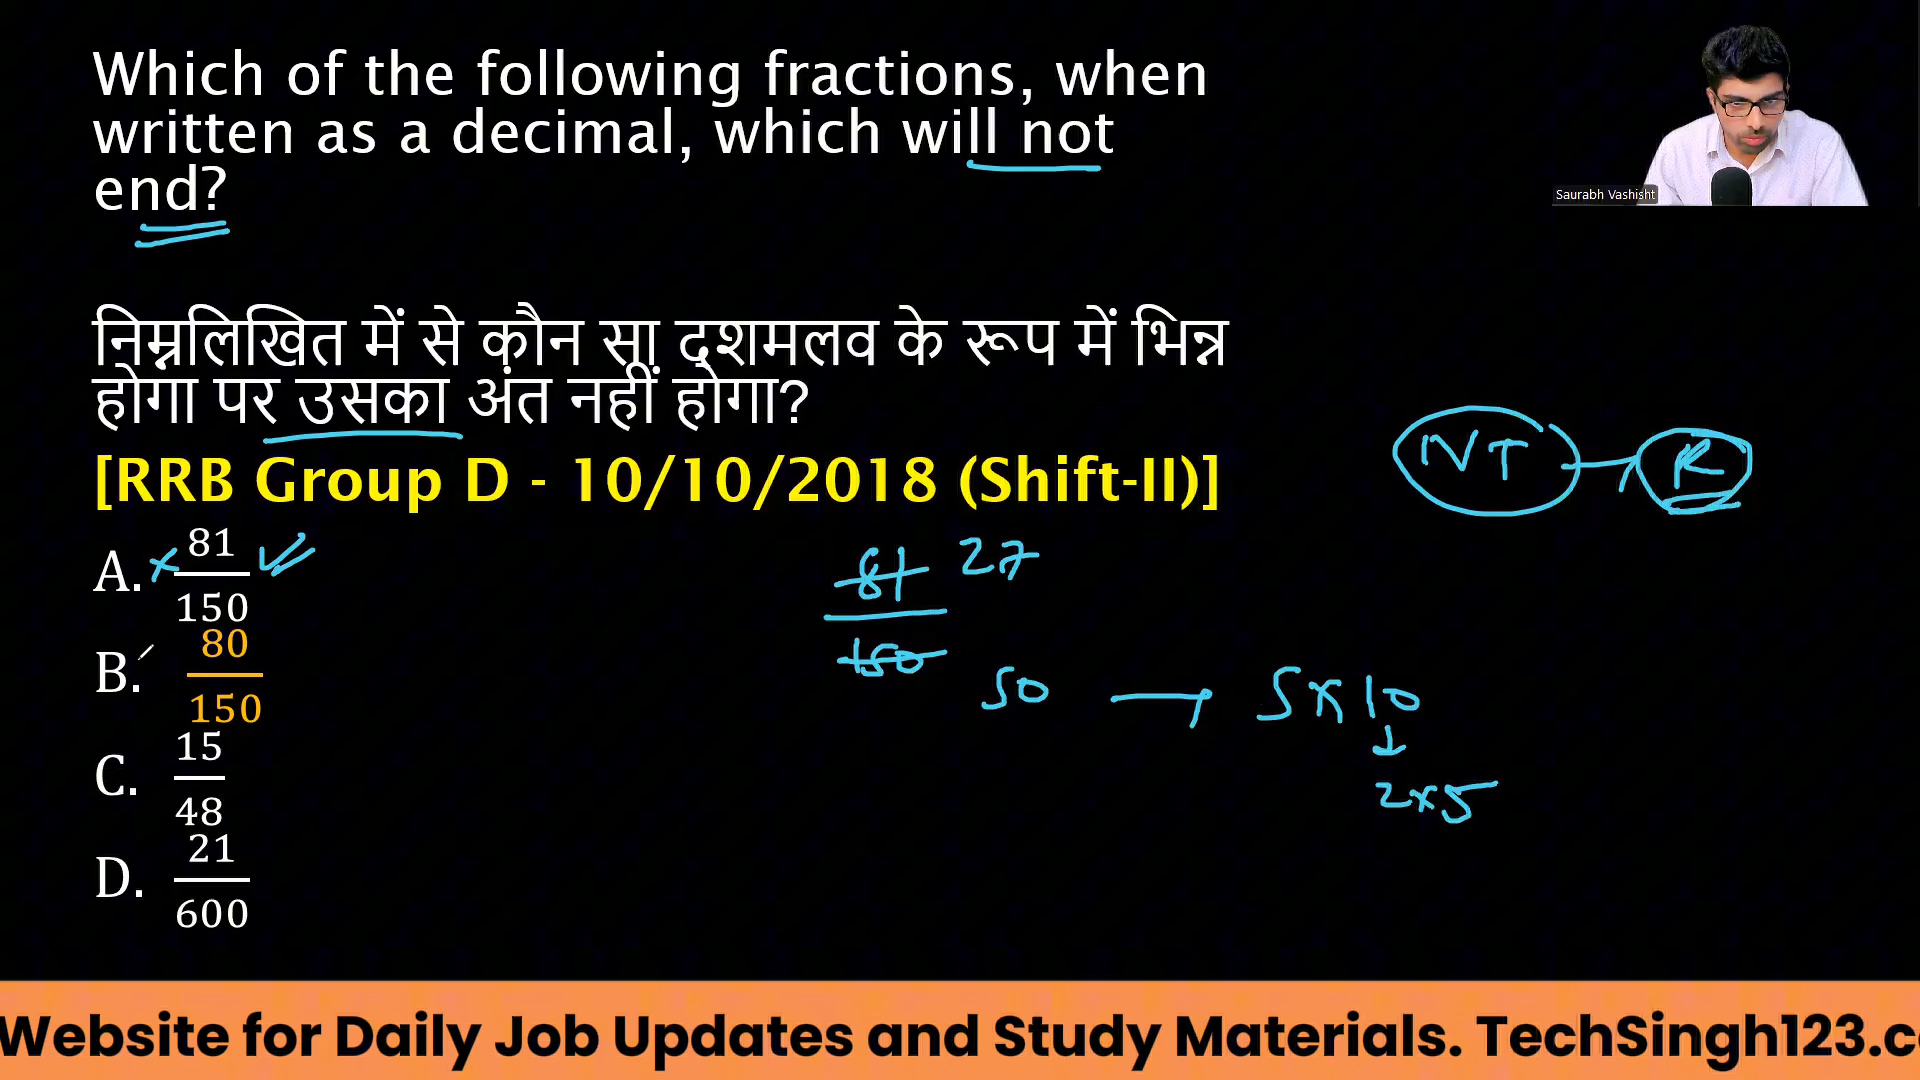 Which of the following fractions, when
written as a decimal, which will not
end?
Saurabh Vashisht
निम्नलिखित में से कौन सा दशमलव के रूप में भिन्न
होगा पर उसका अंत नहीं होगा?
[RRB Group D - 10/10/2018 (Shift-II)]
NT → R
A. 81/150
81/150 27/50 → 5×10
↓
2×5
B. 80/150
C. 15/48
D. 21/600
Website for Daily Job Updates and Study Materials. TechSingh123.c